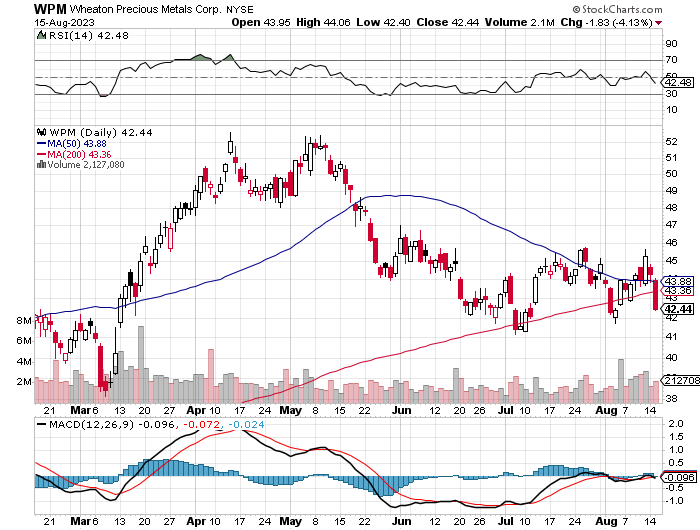 WPM Wheaton Precious Metals Corp. NYSE © StockCharts.com
15-Aug-2023 Open 43.95 High 44.06 Low 42.40 Close 42.44 Volume 2.1M Chg -1.83 (-4.13%)
RSI(14) 42.48
90
70
50
42.48
30
10
WPM (Daily) 42.44
MA(50) 43.88
MA(200) 43.36
Volume 2,127,080
52
51
50
49
48
47
46
45
44
43.88
43.36
43
42.44
42
41
40
39
38
8M
6M
4M
2M
212708
21 Mar 6 13 20 27 Apr 10 17 24 May 8 15 22 Jun 12 20 26 Jul 10 17 24 Aug 7 14
MACD(12,26,9) -0.096, -0.072, -0.024
2.0
1.5
1.0
0.5
-0.096
-0.5
-1.0
21 Mar 6 13 20 27 Apr 10 17 24 May 8 15 22 Jun 12 20 26 Jul 10 17 24 Aug 7 14